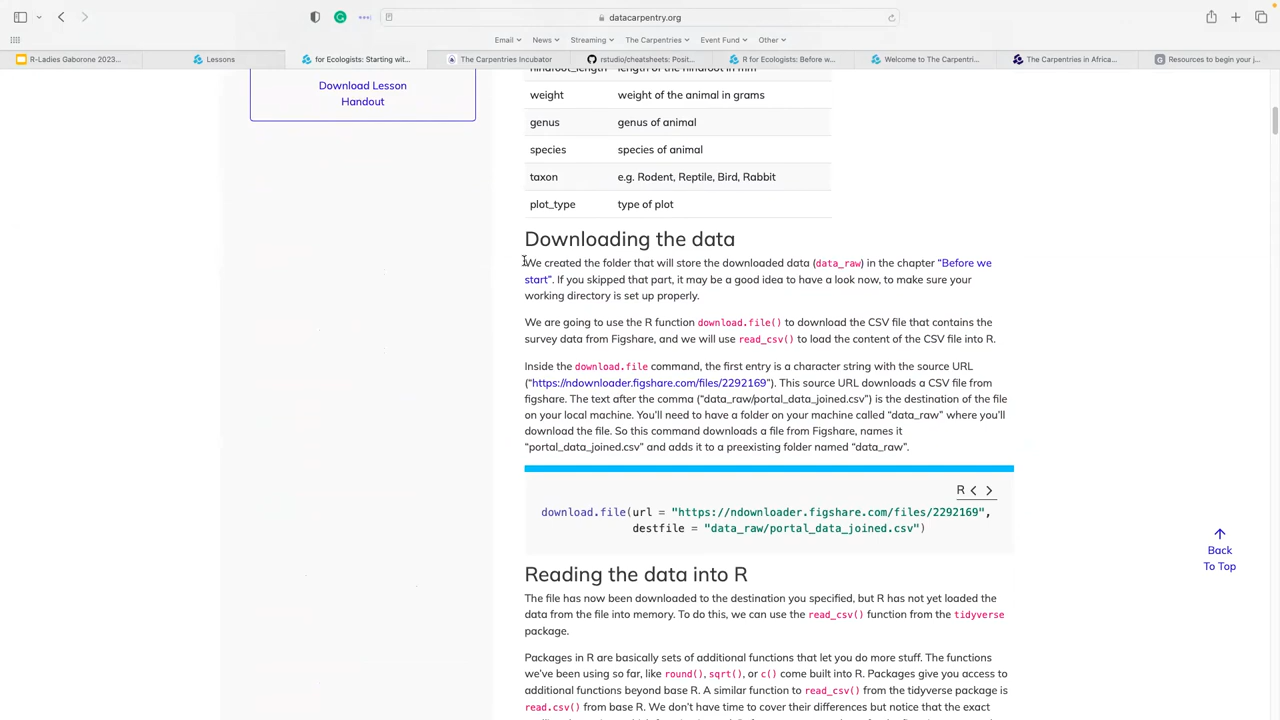 datacarpentry.org
Email
News
Streaming
The Carpentries
Event Fund
Other
R-Ladies Gaborone 2023...
Lessons
for Ecologists: Starting wit...
The Carpentries Incubator
rstudio/cheatsheets: Posit...
R for Ecologists: Before w...
Welcome to The Carpentri...
The Carpentries in Africa...
Resources to begin your j...
Download Lesson
Handout
hindfoot_length length of the hindfoot in mm
weight weight of the animal in grams
genus genus of animal
species species of animal
taxon e.g. Rodent, Reptile, Bird, Rabbit
plot_type type of plot
Downloading the data
We created the folder that will store the downloaded data (data_raw) in the chapter “Before we
start”. If you skipped that part, it may be a good idea to have a look now, to make sure your
working directory is set up properly.
We are going to use the R function download.file() to download the CSV file that contains the
survey data from Figshare, and we will use read_csv() to load the content of the CSV file into R.
Inside the download.file command, the first entry is a character string with the source URL
(“https://ndownloader.figshare.com/files/2292169”). This source URL downloads a CSV file from
figshare. The text after the comma (“data_raw/portal_data_joined.csv”) is the destination of the file
on your local machine. You’ll need to have a folder on your machine called “data_raw” where you’ll
download the file. So this command downloads a file from Figshare, names it
“portal_data_joined.csv” and adds it to a preexisting folder named “data_raw”.
R < >
download.file(url = "https://ndownloader.figshare.com/files/2292169",
destfile = "data_raw/portal_data_joined.csv")
Back
To Top
Reading the data into R
The file has now been downloaded to the destination you specified, but R has not yet loaded the
data from the file into memory. To do this, we can use the read_csv() function from the tidyverse
package.
Packages in R are basically sets of additional functions that let you do more stuff. The functions
we’ve been using so far, like round(), sqrt(), or c() come built into R. Packages give you access to
additional functions beyond base R. A similar function to read_csv() from the tidyverse package is
read.csv() from base R. We don’t have time to cover their differences but notice that the exact